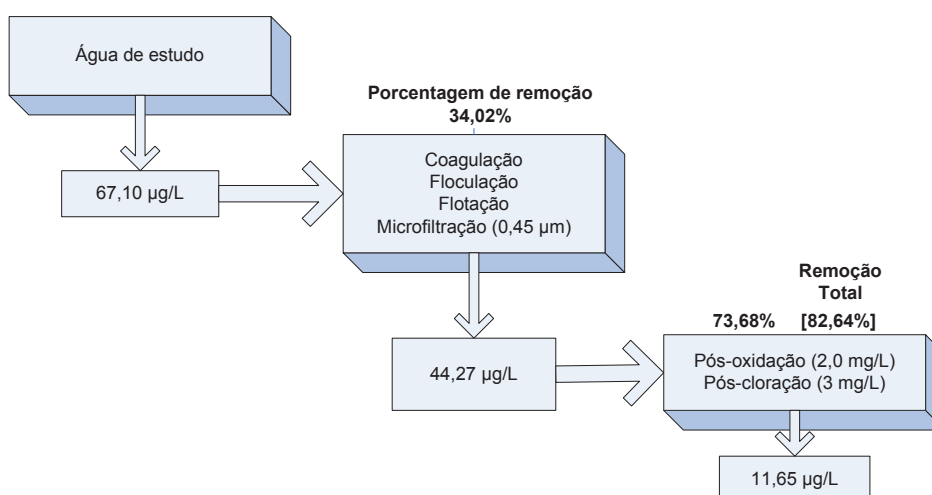 Água de estudo
67,10 µg/L
Porcentagem de remoção
34,02%
Coagulação
Floculação
Flotação
Microfiltração (0,45 µm)
44,27 µg/L
Remoção
Total
73,68% [82,64%]
Pós-oxidação (2,0 mg/L)
Pós-cloração (3 mg/L)
11,65 µg/L